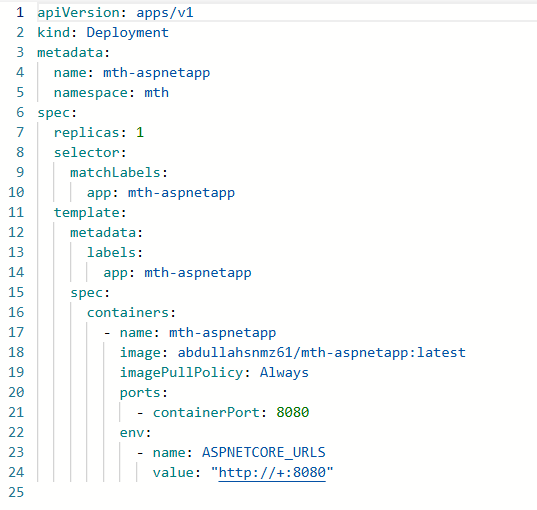 1 apiVersion: apps/v1
2 kind: Deployment
3 metadata:
4   name: mth-aspnetapp
5   namespace: mth
6 spec:
7   replicas: 1
8   selector:
9     matchLabels:
10       app: mth-aspnetapp
11   template:
12     metadata:
13       labels:
14         app: mth-aspnetapp
15     spec:
16       containers:
17         - name: mth-aspnetapp
18           image: abdullahsnmz61/mth-aspnetapp:latest
19           imagePullPolicy: Always
20           ports:
21             - containerPort: 8080
22           env:
23             - name: ASPNETCORE_URLS
24               value: "http://+:8080"
25